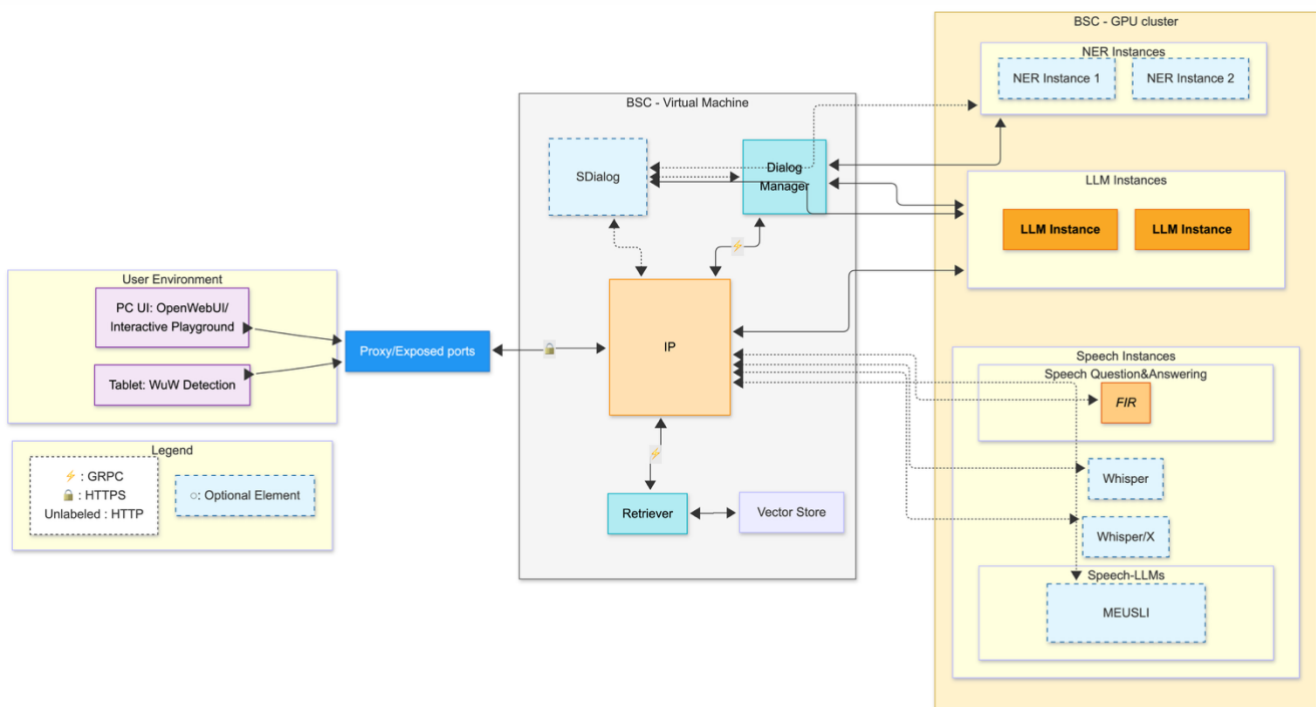 BSC - GPU cluster
NER Instances
NER Instance 1
NER Instance 2
BSC - Virtual Machine
SDialog
Dialog
Manager
LLM Instances
LLM Instance
LLM Instance
⚡
User Environment
PC UI: OpenWebUI/
Interactive Playground
Tablet: WuW Detection
Proxy/Exposed ports
🔒
IP
Speech Instances
Speech Question&Answering
FIR
Legend
⚡ : GRPC
🔒 : HTTPS
Unlabeled : HTTP
○: Optional Element
⚡
Retriever
Vector Store
Whisper
Whisper/X
Speech-LLMs
MEUSLI